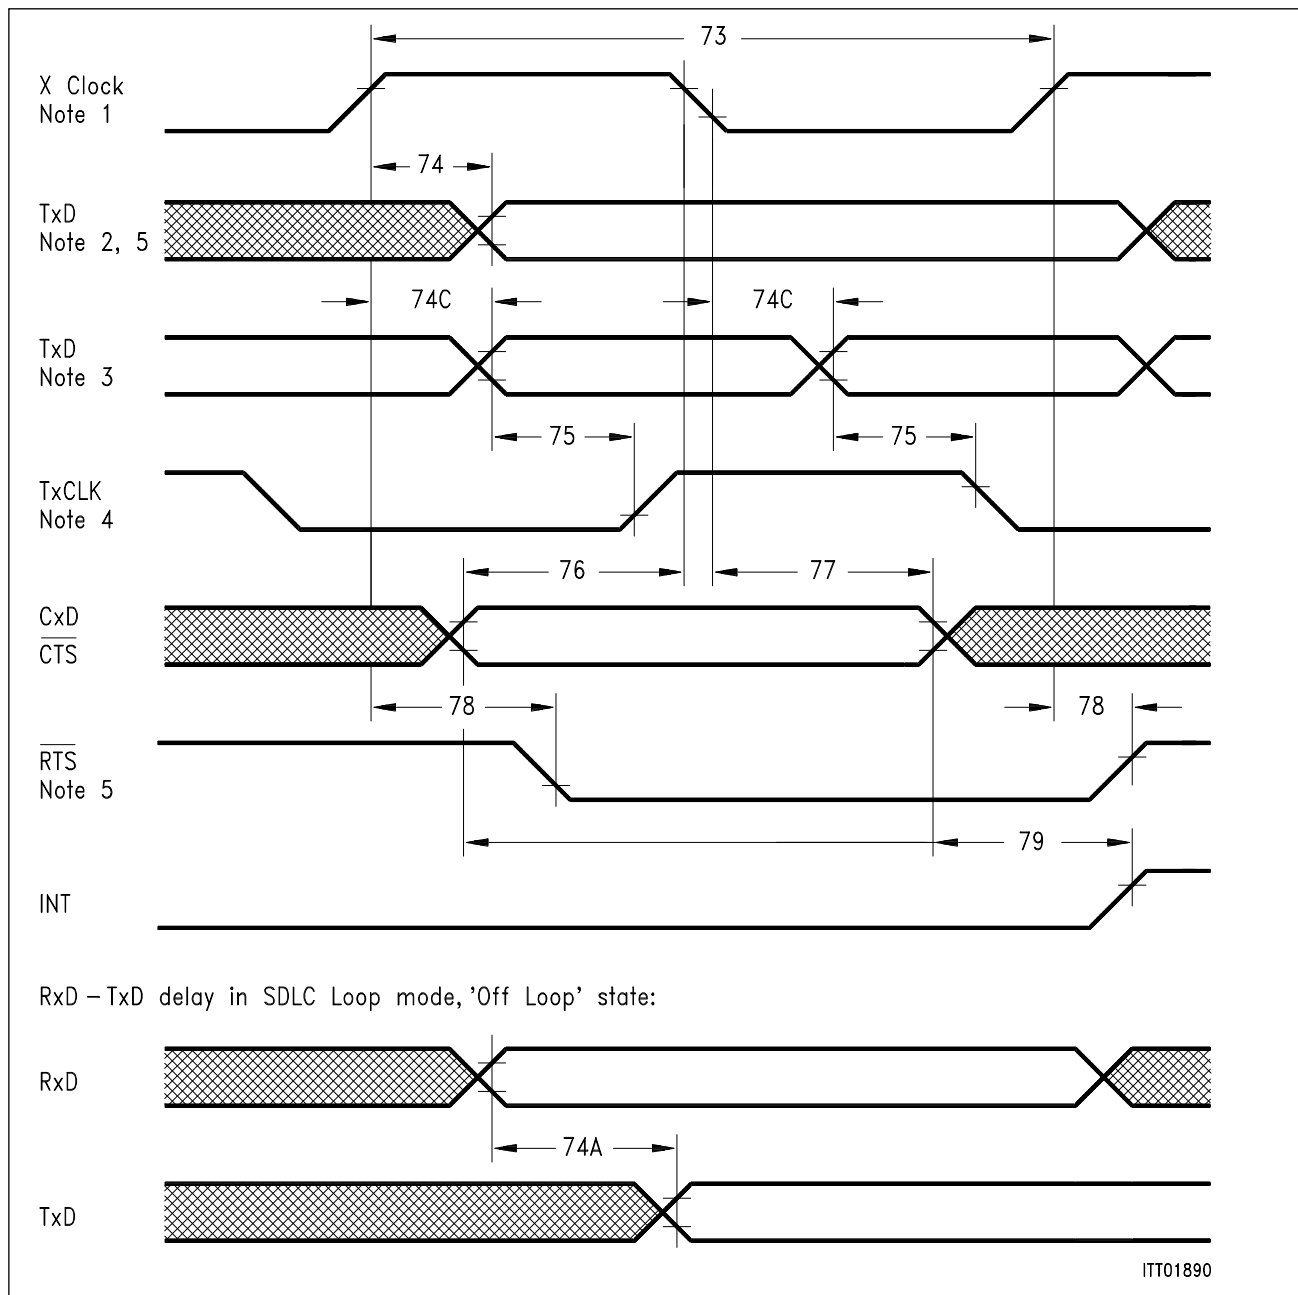 73
X Clock
Note 1
74
TxD
Note 2, 5
74C 74C
TxD
Note 3
75 75
TxCLK
Note 4
76 77
CxD
CTS
78 78
RTS
Note 5
79
INT
RxD – TxD delay in SDLC Loop mode, 'Off Loop' state:
RxD
74A
TxD
ITT01890